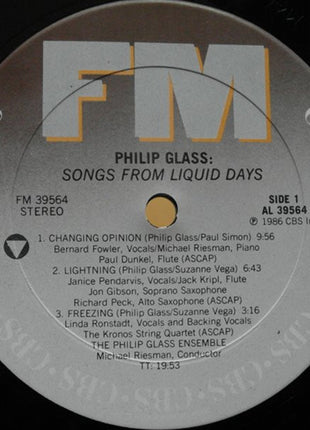 FM
PHILIP GLASS:
SONGS FROM LIQUID DAYS
FM 39564
STEREO
SIDE 1
AL 39564
℗ 1986 CBS
1. CHANGING OPINION (Philip Glass/Paul Simon) 9:56
Bernard Fowler, Vocals/Michael Riesman, Piano
Paul Dunkel, Flute (ASCAP)
2. LIGHTNING (Philip Glass/Suzanne Vega) 6:43
Janice Pendarvis, Vocals/Jack Kripl, Flute
Jon Gibson, Soprano Saxophone
Richard Peck, Alto Saxophone (ASCAP)
3. FREEZING (Philip Glass/Suzanne Vega) 3:16
Linda Ronstadt, Vocals and Backing Vocals
The Kronos String Quartet (ASCAP)
THE PHILIP GLASS ENSEMBLE
Michael Riesman, Conductor
TT: 19:53
CBS · CBS · CBS